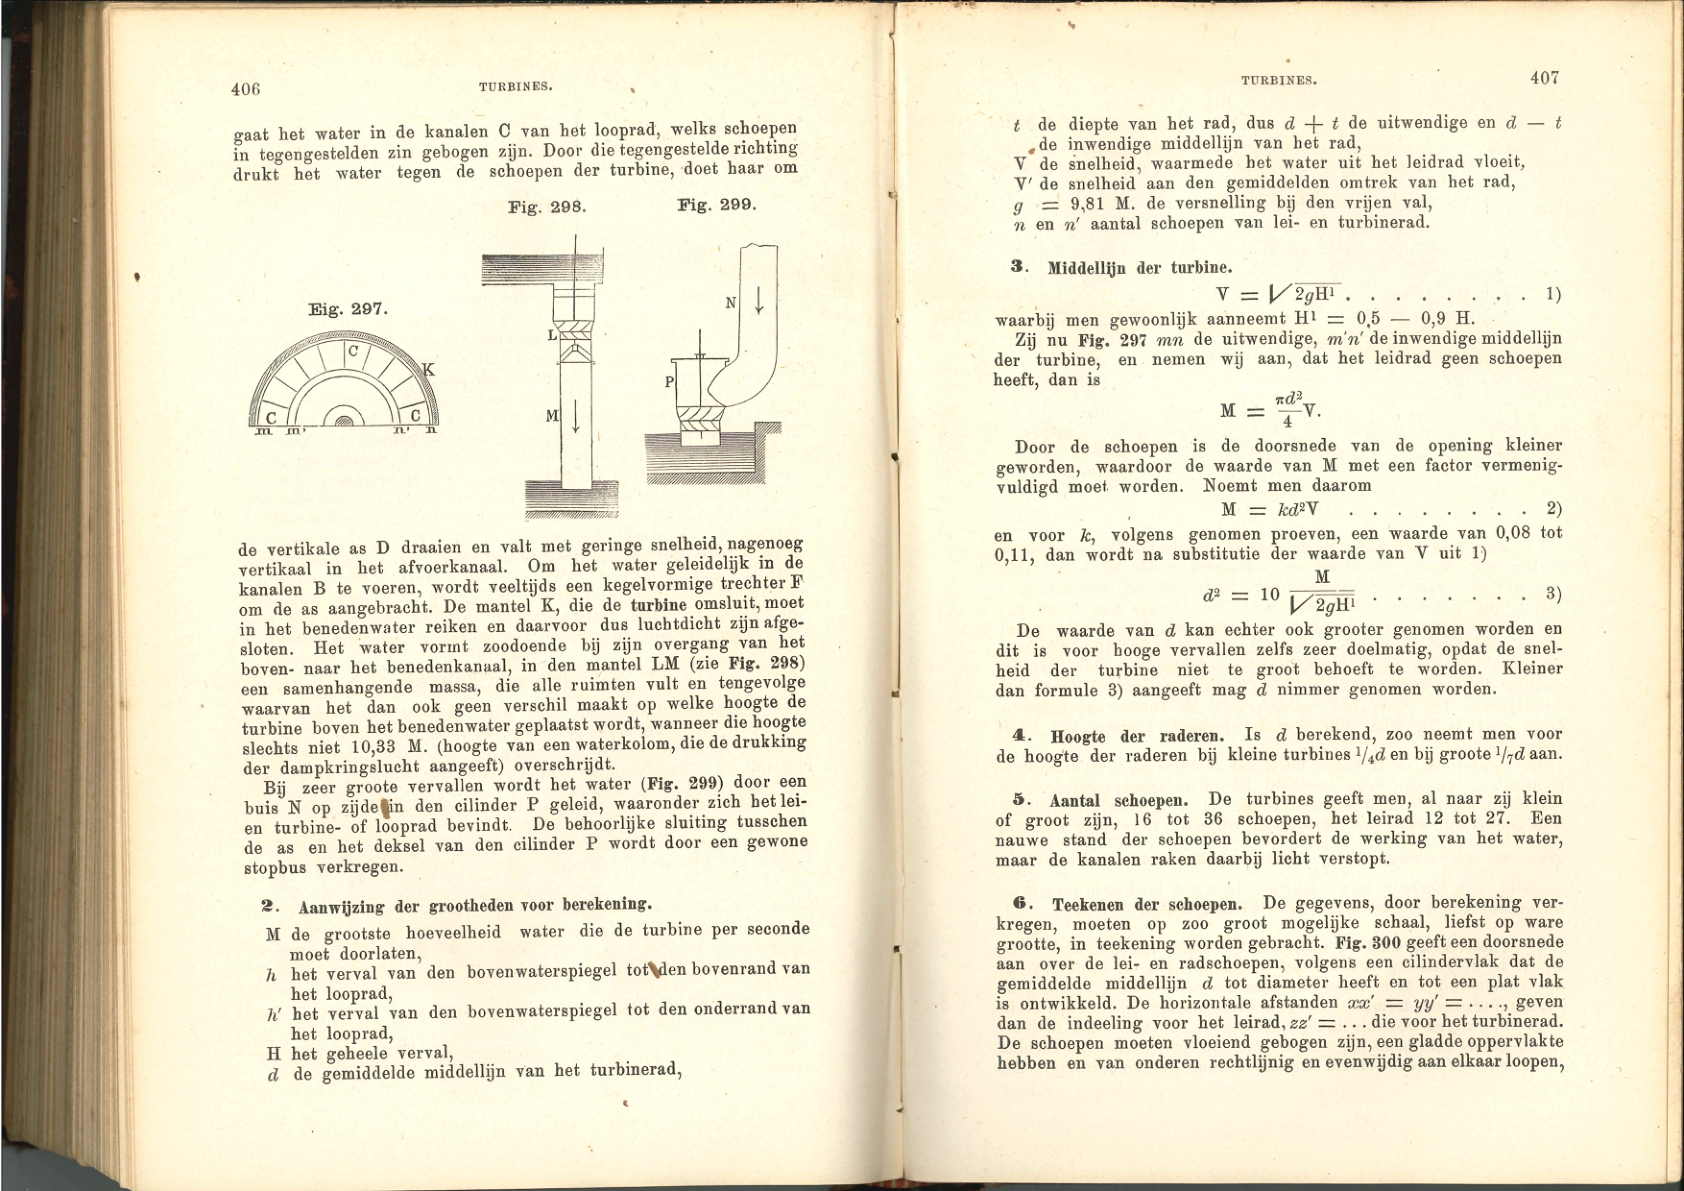 406 TURBINES.
gaat het water in de kanalen C van het looprad, welks schoepen
in tegengestelden zin gebogen zijn. Door die tegengestelde richting
drukt het water tegen de schoepen der turbine, doet haar om
Fig. 298. Fig. 299.
Eig. 297.
N
L
C
K
P
M
C C
m m' n' n
de vertikale as D draaien en valt met geringe snelheid, nagenoeg
vertikaal in het afvoerkanaal. Om het water geleidelijk in de
kanalen B te voeren, wordt veeltijds een kegelvormige trechter F
om de as aangebracht. De mantel K, die de turbine omsluit, moet
in het benedenwater reiken en daarvoor dus luchtdicht zijn afge-
sloten. Het water vormt zoodoende bij zijn overgang van het
boven- naar het benedenkanaal, in den mantel LM (zie Fig. 298)
een samenhangende massa, die alle ruimten vult en tengevolge
waarvan het dan ook geen verschil maakt op welke hoogte de
turbine boven het benedenwater geplaatst wordt, wanneer die hoogte
slechts niet 10,33 M. (hoogte van een waterkolom, die de drukking
der dampkringslucht aangeeft) overschrijdt.
Bij zeer groote vervallen wordt het water (Fig. 299) door een
buis N op zijde in den cilinder P geleid, waaronder zich het lei-
en turbine- of looprad bevindt. De behoorlijke sluiting tusschen
de as en het deksel van den cilinder P wordt door een gewone
stopbus verkregen.
2. Aanwijzing der grootheden voor berekening.
M de grootste hoeveelheid water die de turbine per seconde
moet doorlaten,
h het verval van den bovenwaterspiegel tot den bovenrand van
het looprad,
h' het verval van den bovenwaterspiegel tot den onderrand van
het looprad,
H het geheele verval,
d de gemiddelde middellijn van het turbinerad,
TURBINES. 407
t de diepte van het rad, dus d + t de uitwendige en d — t
de inwendige middellijn van het rad,
V de snelheid, waarmede het water uit het leidrad vloeit,
V' de snelheid aan den gemiddelden omtrek van het rad,
g = 9,81 M. de versnelling bij den vrijen val,
n en n' aantal schoepen van lei- en turbinerad.
3. Middellijn der turbine.
V = √2gH¹ . . . . . . . . . 1)
waarbij men gewoonlijk aanneemt H¹ = 0,5 — 0,9 H.
Zij nu Fig. 297 mn de uitwendige, m'n' de inwendige middellijn
der turbine, en nemen wij aan, dat het leidrad geen schoepen
heeft, dan is
M = πd²/4 V.
Door de schoepen is de doorsnede van de opening kleiner
geworden, waardoor de waarde van M met een factor vermenig-
vuldigd moet worden. Noemt men daarom
M = kd²V . . . . . . . . . 2)
en voor k, volgens genomen proeven, een waarde van 0,08 tot
0,11, dan wordt na substitutie der waarde van V uit 1)
d² = 10 M/√2gH¹ . . . . . . . . 3)
De waarde van d kan echter ook grooter genomen worden en
dit is voor hooge vervallen zelfs zeer doelmatig, opdat de snel-
heid der turbine niet te groot behoeft te worden. Kleiner
dan formule 3) aangeeft mag d nimmer genomen worden.
4. Hoogte der raderen. Is d berekend, zoo neemt men voor
de hoogte der raderen bij kleine turbines ¹/₄d en bij groote ¹/₇d aan.
5. Aantal schoepen. De turbines geeft men, al naar zij klein
of groot zijn, 16 tot 36 schoepen, het leirad 12 tot 27. Een
nauwe stand der schoepen bevordert de werking van het water,
maar de kanalen raken daarbij licht verstopt.
6. Teekenen der schoepen. De gegevens, door berekening ver-
kregen, moeten op zoo groot mogelijke schaal, liefst op ware
grootte, in teekening worden gebracht. Fig. 300 geeft een doorsnede
aan over de lei- en radschoepen, volgens een cilindervlak dat de
gemiddelde middellijn d tot diameter heeft en tot een plat vlak
is ontwikkeld. De horizontale afstanden xx' = yy' = . . . ., geven
dan de indeeling voor het leirad, zz' = . . . die voor het turbinerad.
De schoepen moeten vloeiend gebogen zijn, een gladde oppervlakte
hebben en van onderen rechtlijnig en evenwijdig aan elkaar loopen,